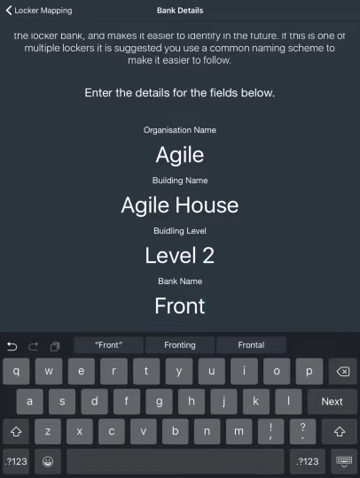 Locker Mapping
Bank Details
the locker bank, and makes it easier to identify in the future. If this is one of
multiple lockers it is suggested you use a common naming scheme to
make it easier to follow.
Enter the details for the fields below.
Organisation Name
Agile
Building Name
Agile House
Buidling Level
Level 2
Bank Name
Front
"Front" Fronting Frontal
q w e r t y u i o p
a s d f g h j k l Next
z x c v b n m ! , ? .
.?123 .?123